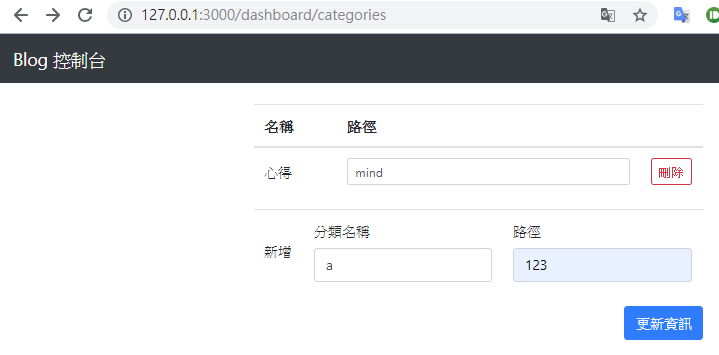 127.0.0.1:3000/dashboard/categories
Blog 控制台
名稱 路徑
心得 mind 刪除
分類名稱 路徑
新增 a 123
更新資訊